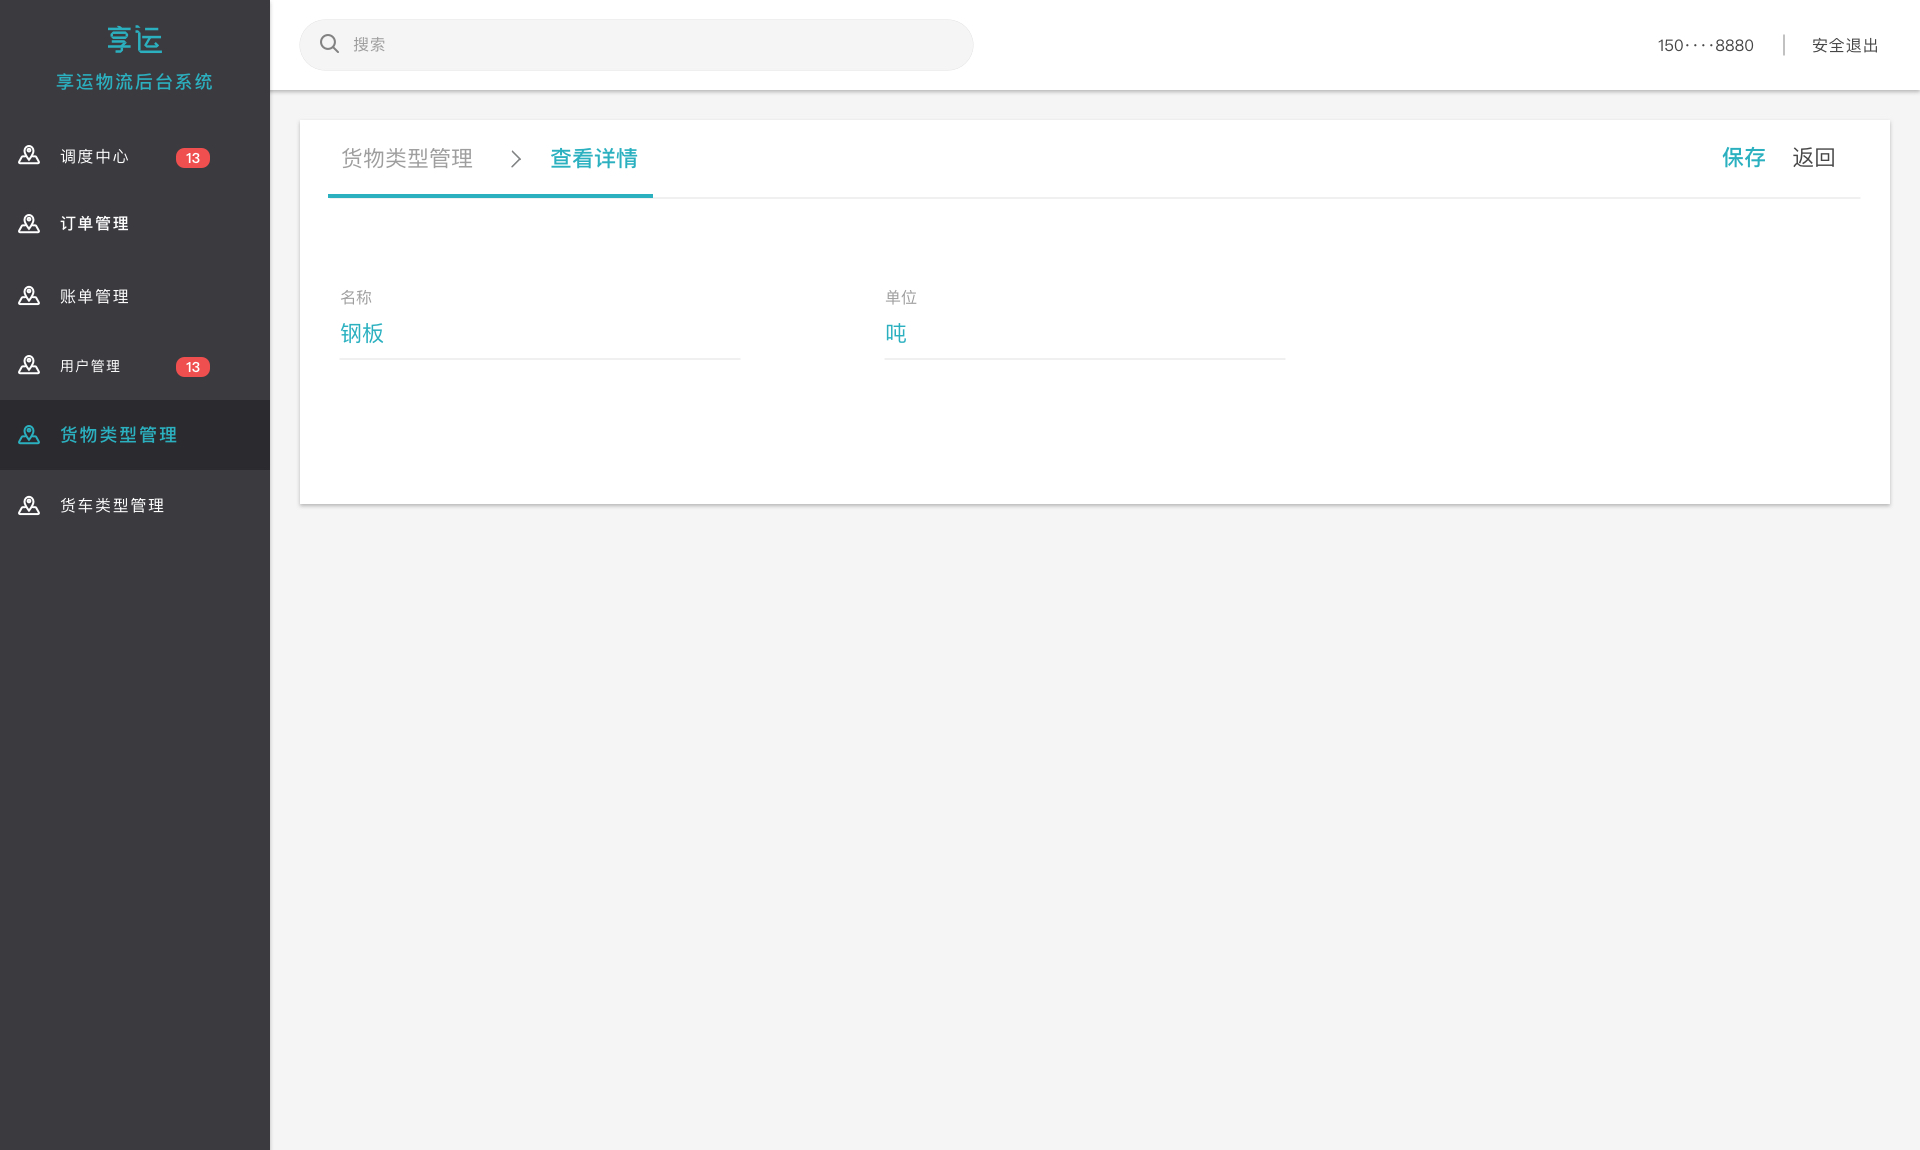 享运
享运物流后台系统
调度中心 13
订单管理
账单管理
用户管理 13
货物类型管理
货车类型管理
搜索
150····8880
安全退出
货物类型管理 > 查看详情
保存 返回
名称
钢板
单位
吨